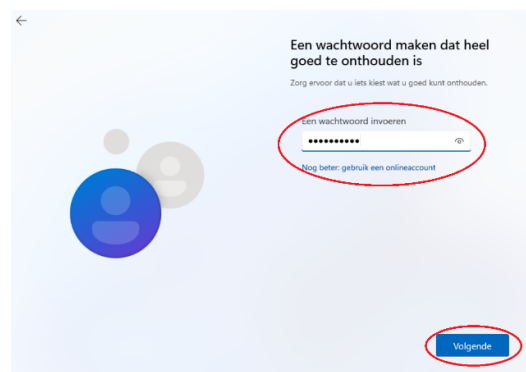 Een wachtwoord maken dat heel
goed te onthouden is
Zorg ervoor dat u iets kiest wat u goed kunt onthouden.
Een wachtwoord invoeren
••••••••••
Nog beter: gebruik een onlineaccount
Volgende